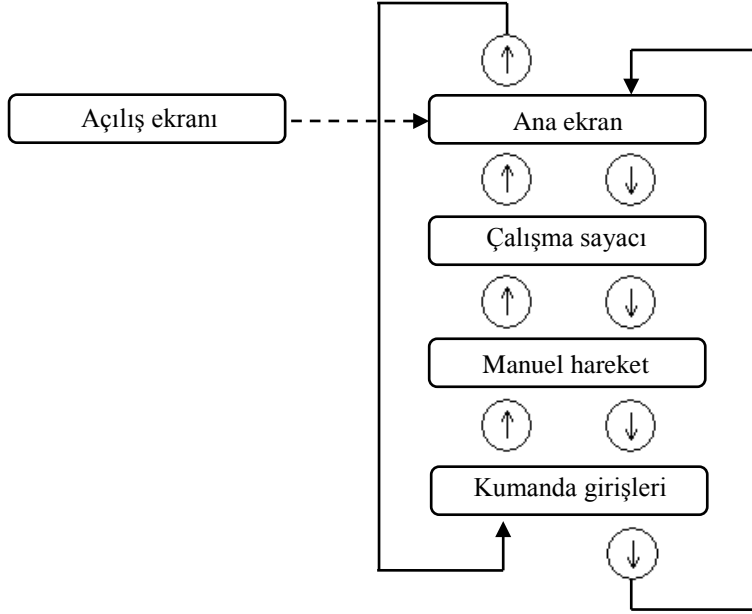 Açılış ekranı
Ana ekran
Çalışma sayacı
Manuel hareket
Kumanda girişleri